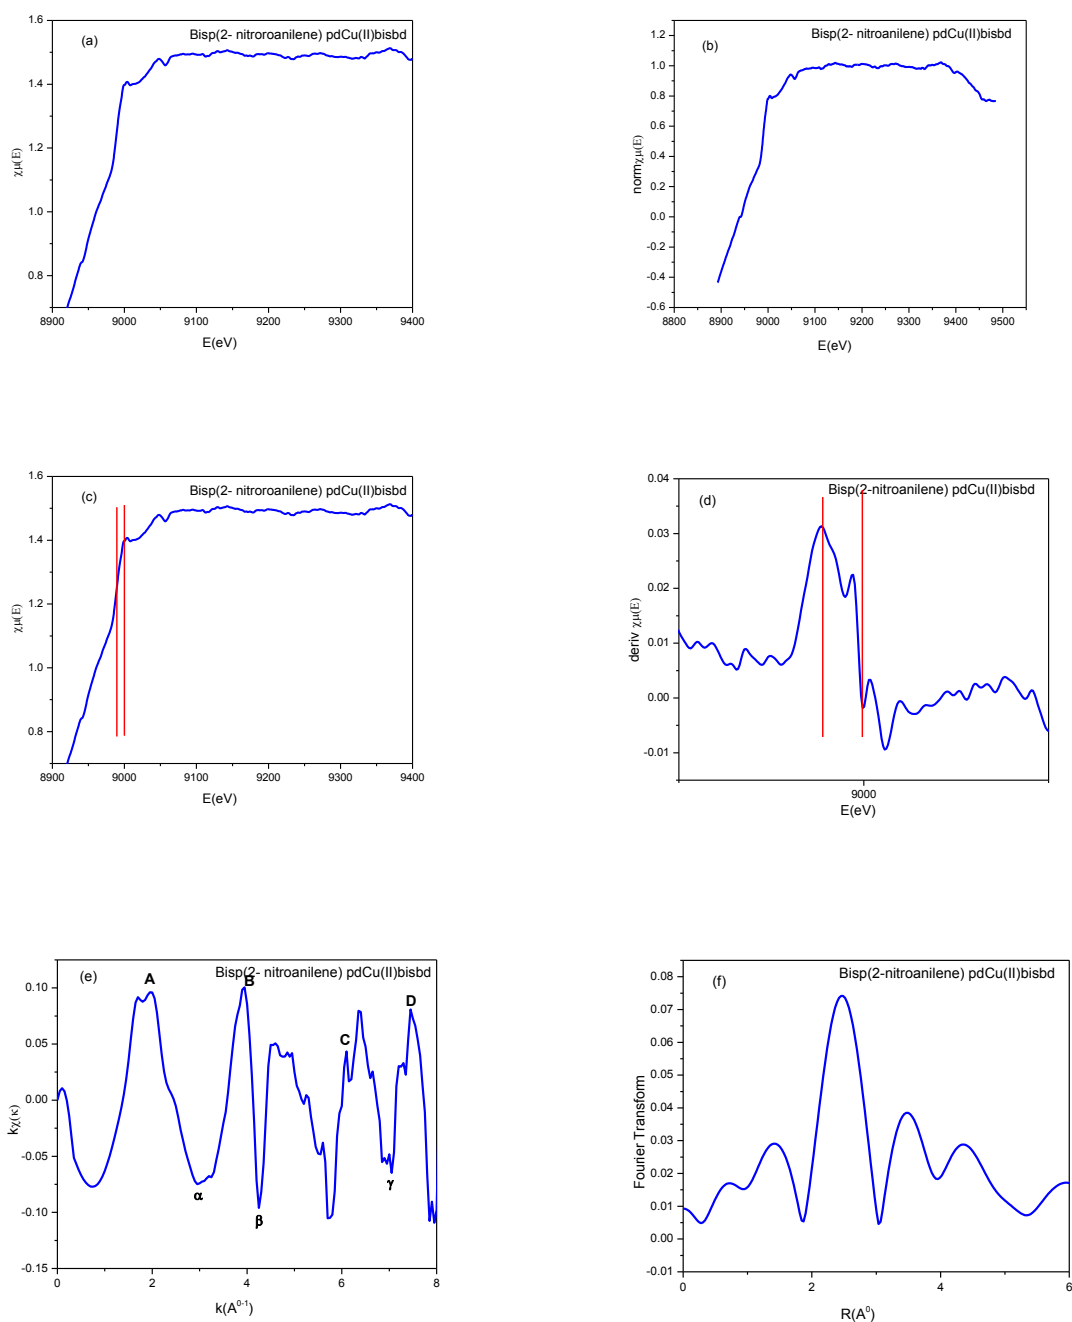 (a)
Bisp(2- nitroroanilene) pdCu(II)bisbd
1.6
1.4
1.2
1.0
0.8
χμ(E)
8900 9000 9100 9200 9300 9400
E(eV)
(b)
Bisp(2- nitroroanilene) pdCu(II)bisbd
1.2
1.0
0.8
0.6
0.4
0.2
0.0
-0.2
-0.4
-0.6
normχμ(E)
8800 8900 9000 9100 9200 9300 9400 9500
E(eV)
(c)
Bisp(2- nitroroanilene) pdCu(II)bisbd
1.6
1.4
1.2
1.0
0.8
χμ(E)
8900 9000 9100 9200 9300 9400
E(eV)
(d)
Bisp(2-nitroanilene) pdCu(II)bisbd
0.04
0.03
0.02
0.01
0.00
-0.01
deriv χμ(E)
9000
E(eV)
(e)
Bisp(2- nitroanilene) pdCu(II)bisbd
A
B
C
D
α
β
γ
0.10
0.05
0.00
-0.05
-0.10
-0.15
kχ(κ)
0 2 4 6 8
k(A⁰⁻¹)
(f)
Bisp(2-nitroanilene) pdCu(II)bisbd
0.08
0.07
0.06
0.05
0.04
0.03
0.02
0.01
0.00
-0.01
Fourier Transform
0 2 4 6
R(A⁰)